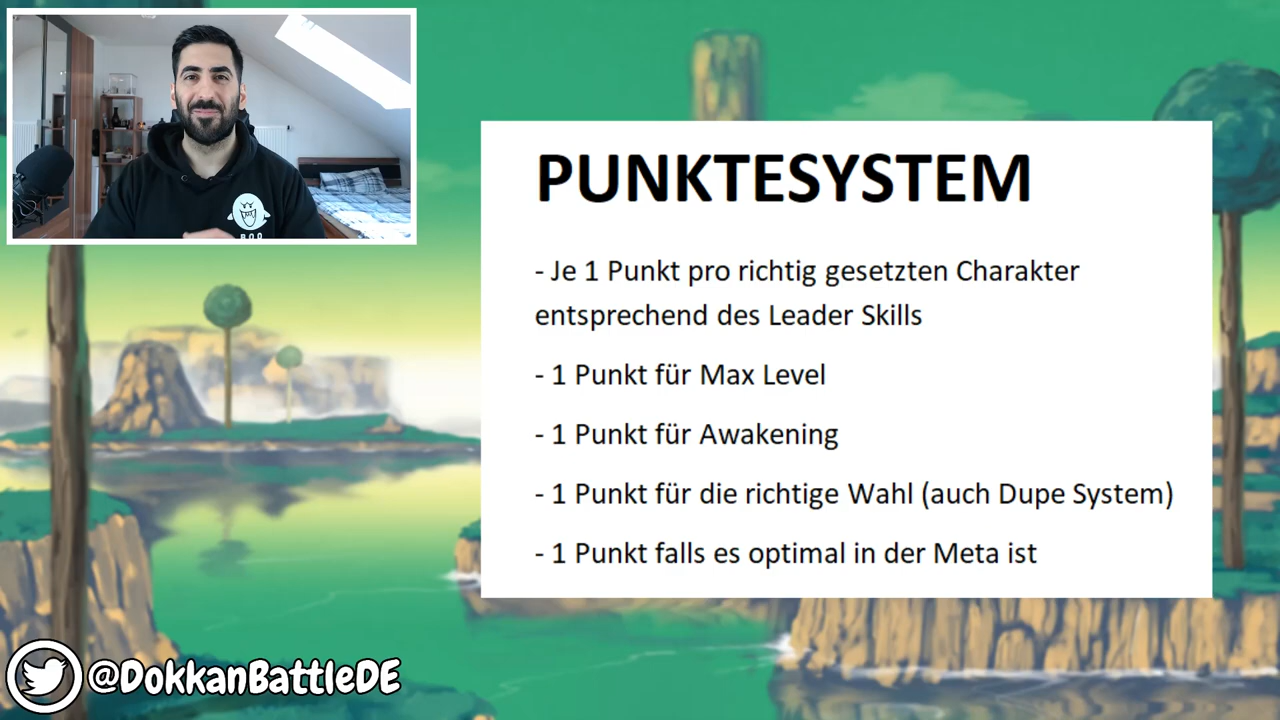 PUNKTESYSTEM
- Je 1 Punkt pro richtig gesetzten Charakter
entsprechend des Leader Skills
- 1 Punkt für Max Level
- 1 Punkt für Awakening
- 1 Punkt für die richtige Wahl (auch Dupe System)
- 1 Punkt falls es optimal in der Meta ist
BOO
@DokkanBattleDE